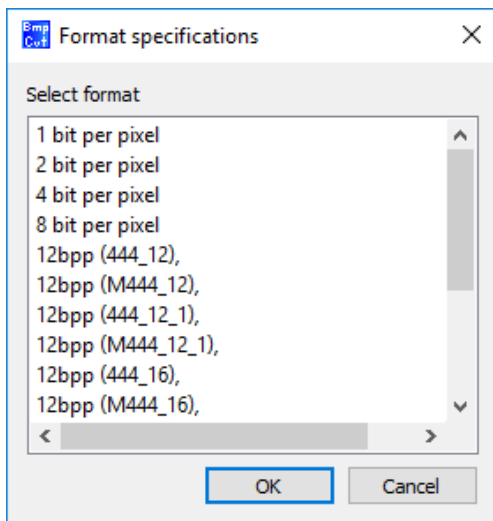 Bmp
Cvt
Format specifications
Select format
1 bit per pixel
2 bit per pixel
4 bit per pixel
8 bit per pixel
12bpp (444_12),
12bpp (M444_12),
12bpp (444_12_1),
12bpp (M444_12_1),
12bpp (444_16),
12bpp (M444_16),
OK
Cancel